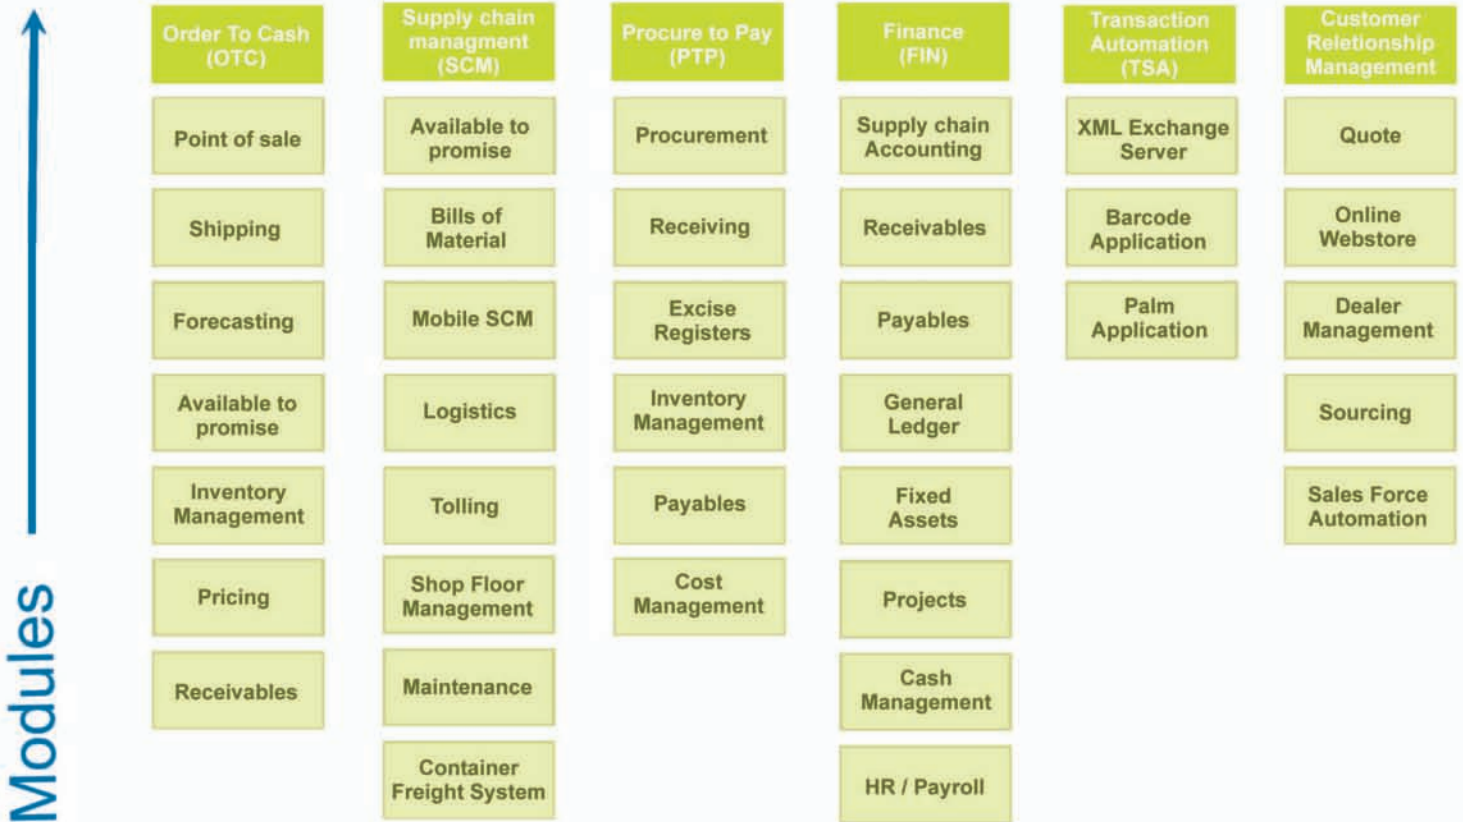 Order To Cash
(OTC)
Point of sale
Shipping
Forecasting
Available to
promise
Inventory
Management
Pricing
Receivables
Supply chain
managment
(SCM)
Available to
promise
Bills of
Material
Mobile SCM
Logistics
Tolling
Shop Floor
Management
Maintenance
Container
Freight System
Procure to Pay
(PTP)
Procurement
Receiving
Excise
Registers
Inventory
Management
Payables
Cost
Management
Finance
(FIN)
Supply chain
Accounting
Receivables
Payables
General
Ledger
Fixed
Assets
Projects
Cash
Management
HR / Payroll
Transaction
Automation
(TSA)
XML Exchange
Server
Barcode
Application
Palm
Application
Customer
Reletionship
Management
Quote
Online
Webstore
Dealer
Management
Sourcing
Sales Force
Automation
Modules